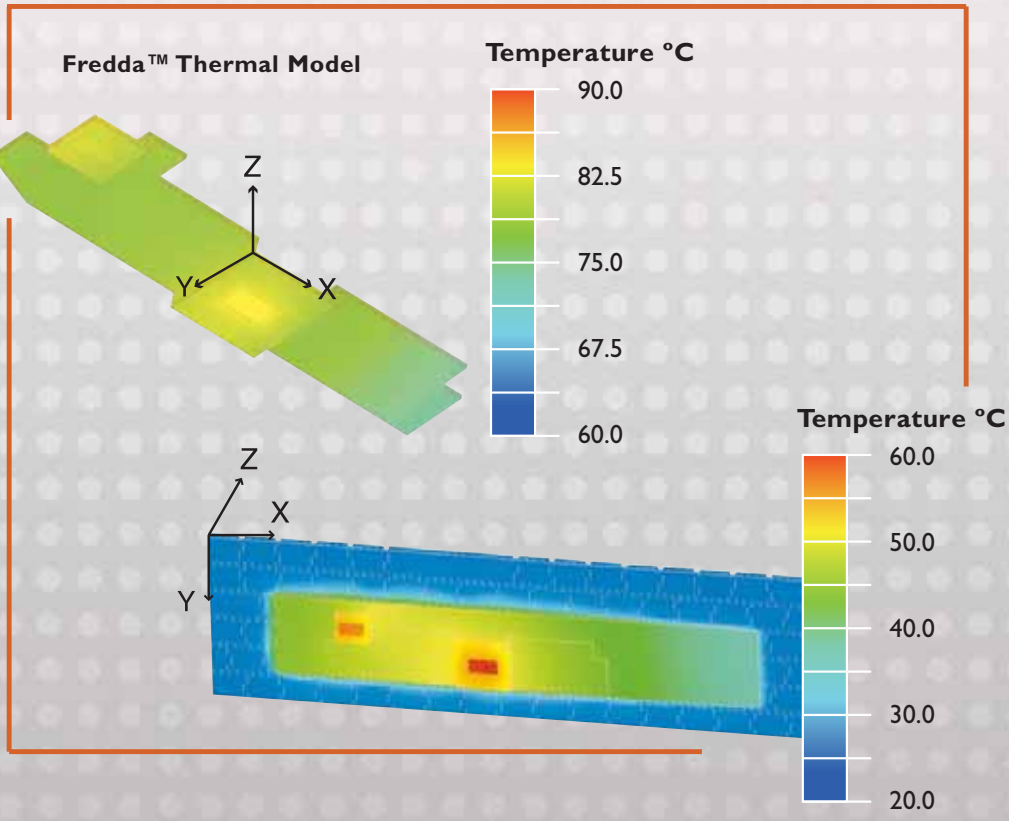 Fredda™ Thermal Model
Temperature ºC
90.0
82.5
75.0
67.5
60.0
Z
Y
X
Temperature ºC
60.0
50.0
40.0
30.0
20.0
Z
X
Y